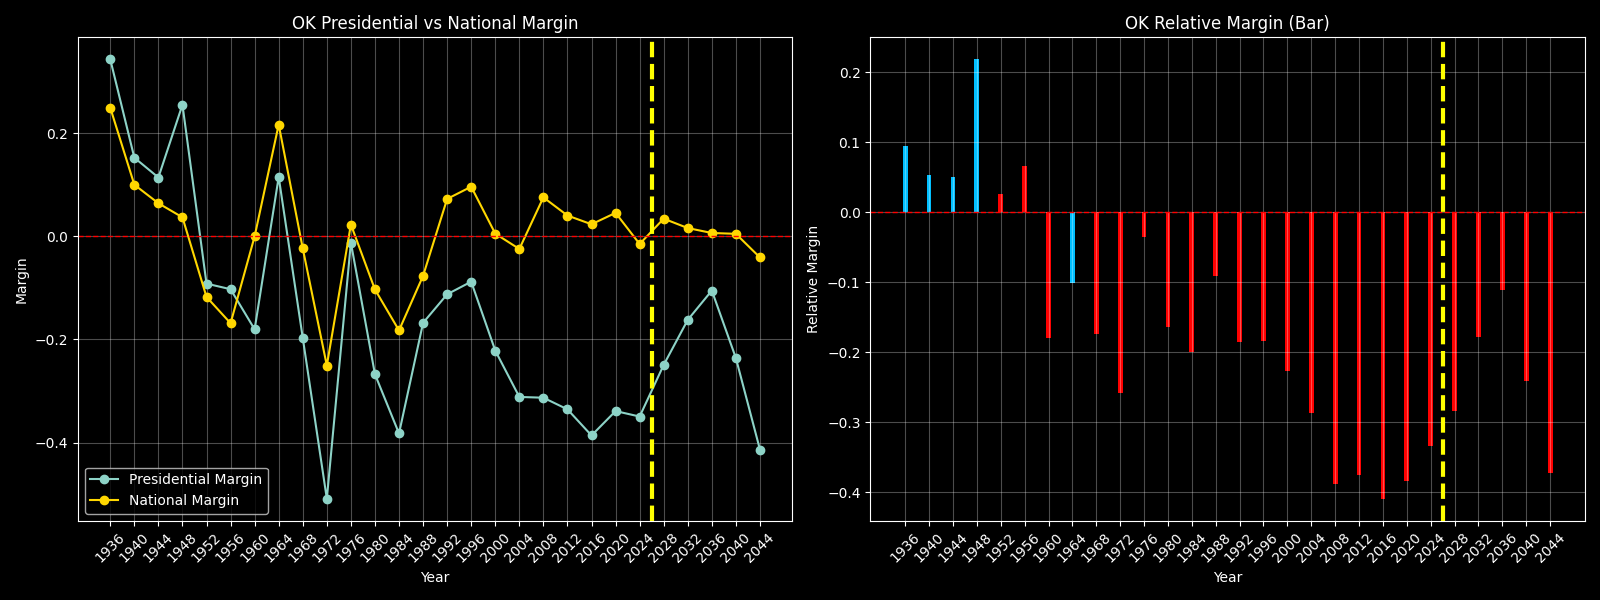 OK Presidential vs National Margin
Margin
0.2
0.0
−0.2
−0.4
Presidential Margin
National Margin
1936 1940 1944 1948 1952 1956 1960 1964 1968 1972 1976 1980 1984 1988 1992 1996 2000 2004 2008 2012 2016 2020 2024 2028 2032 2036 2040 2044
Year
OK Relative Margin (Bar)
Relative Margin
0.2
0.1
0.0
−0.1
−0.2
−0.3
−0.4
1936 1940 1944 1948 1952 1956 1960 1964 1968 1972 1976 1980 1984 1988 1992 1996 2000 2004 2008 2012 2016 2020 2024 2028 2032 2036 2040 2044
Year